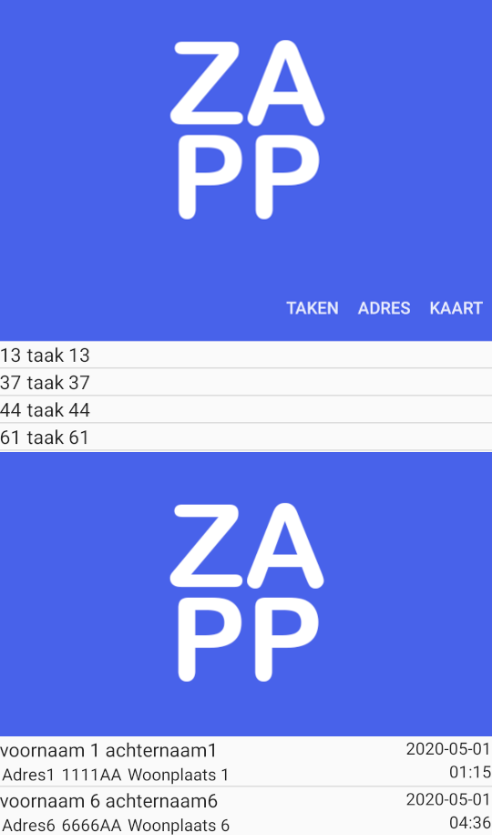 ZA
PP
TAKEN ADRES KAART
13 taak 13
37 taak 37
44 taak 44
61 taak 61
ZA
PP
voornaam 1 achternaam1 2020-05-01
Adres1 1111AA Woonplaats 1 01:15
voornaam 6 achternaam6 2020-05-01
Adres6 6666AA Woonplaats 6 04:36